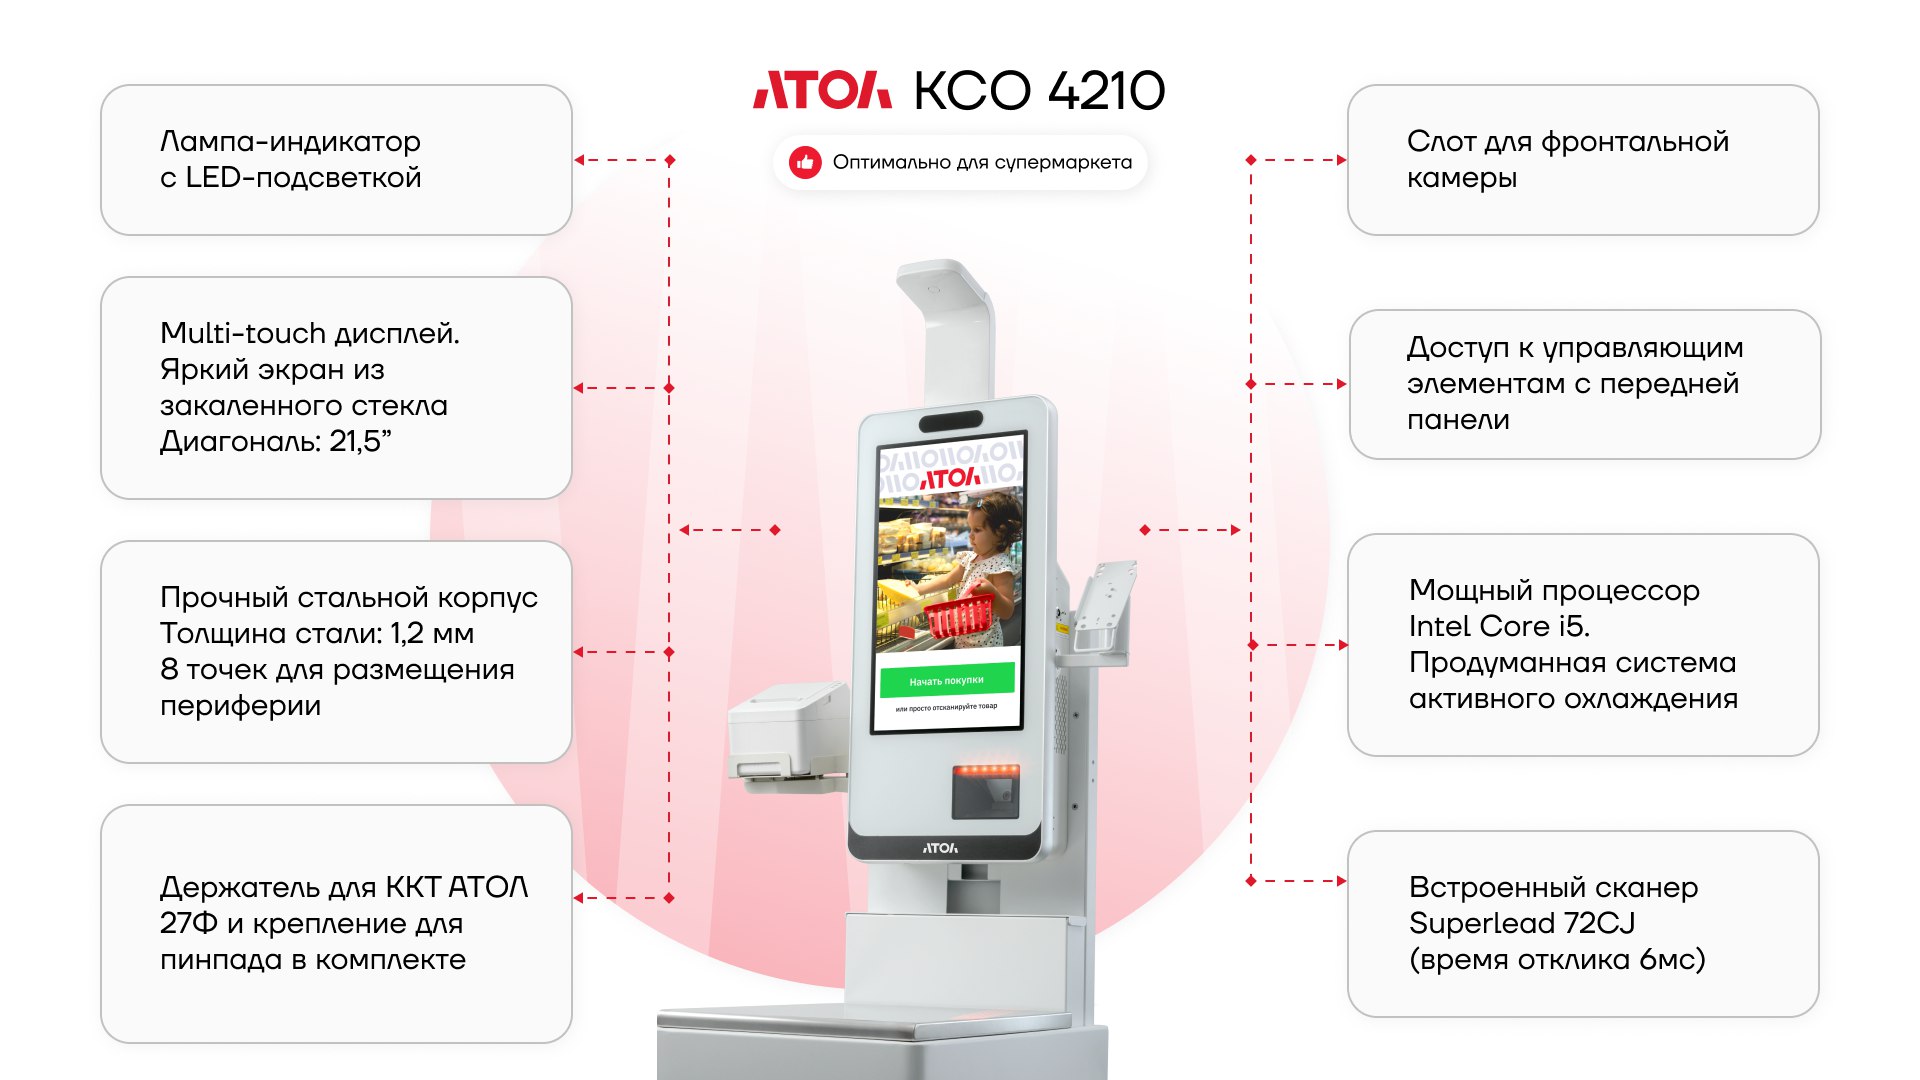 АТОЛ КСО 4210
Оптимально для супермаркета
Лампа-индикатор
с LED-подсветкой
Multi-touch дисплей.
Яркий экран из
закаленного стекла
Диагональ: 21,5”
Прочный стальной корпус
Толщина стали: 1,2 мм
8 точек для размещения
периферии
Держатель для ККТ АТОЛ
27Ф и крепление для
пинпада в комплекте
АТОЛ
Начать покупки
или просто отсканируйте товар
АТОЛ
Слот для фронтальной
камеры
Доступ к управляющим
элементам с передней
панели
Мощный процессор
Intel Core i5.
Продуманная система
активного охлаждения
Встроенный сканер
Superlead 72CJ
(время отклика 6мс)